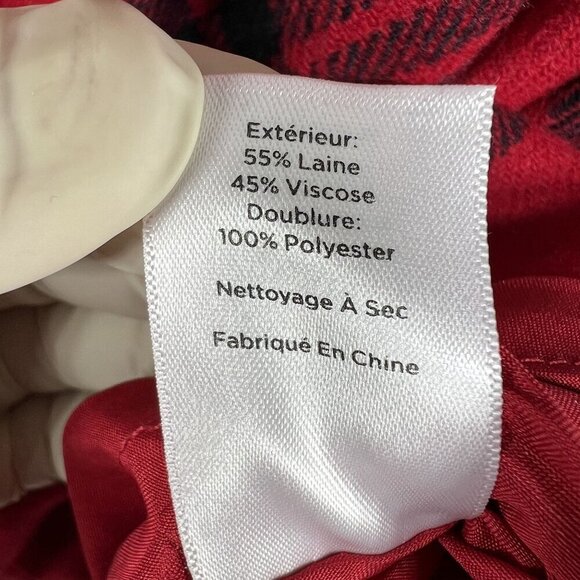 Extérieur:
55% Laine
45% Viscose
Doublure:
100% Polyester
Nettoyage À Sec
Fabriqué En Chine